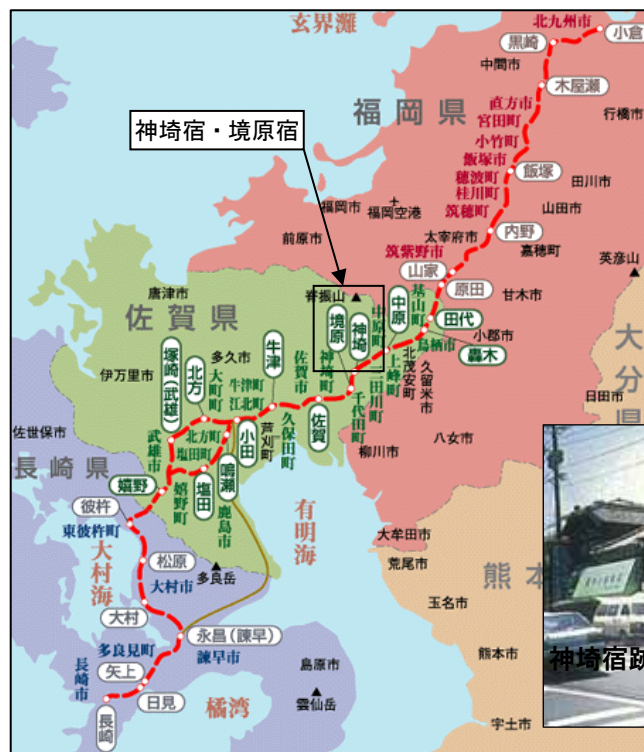 玄界灘
北九州市
小倉
黒崎
中間市
木屋瀬
福岡県
直方市
宮田町
行橋市
神埼宿・境原宿
小竹町
飯塚市
飯塚
穂波町
桂川町
田川市
筑穂町
山田市
福岡市
福岡空港
内野
前原市
太宰府市
嘉穂町
筑紫野市
英彦山
山家
原田
甘木市
唐津市
脊振山
佐賀県
中原
基山町
田代
境原
神埼
中原町
鳥栖市
小郡市
轟木
塚崎(武雄)
北方
多久市
牛津
大町町
牛津町
江北町
佐賀市
神埼町
三田川町
上峰町
北茂安町
久留米市
大分県
伊万里市
日田市
千代田町
佐賀
久保田町
芦刈町
小田
八女市
柳川市
佐世保市
武雄市
北方町
塩田町
長崎県
嬉野
嬉野町
塩田
鳴瀬
鹿島市
有明海
彼杵
東彼杵町
大牟田市
荒尾市
熊本
大村海
松原
多良岳
大村市
玉名市
大村
永昌(諫早)
多良見町
諫早市
神埼宿跡
長崎市
矢上
島原市
熊本市
日見
雲仙岳
長崎
橘湾
宇土市